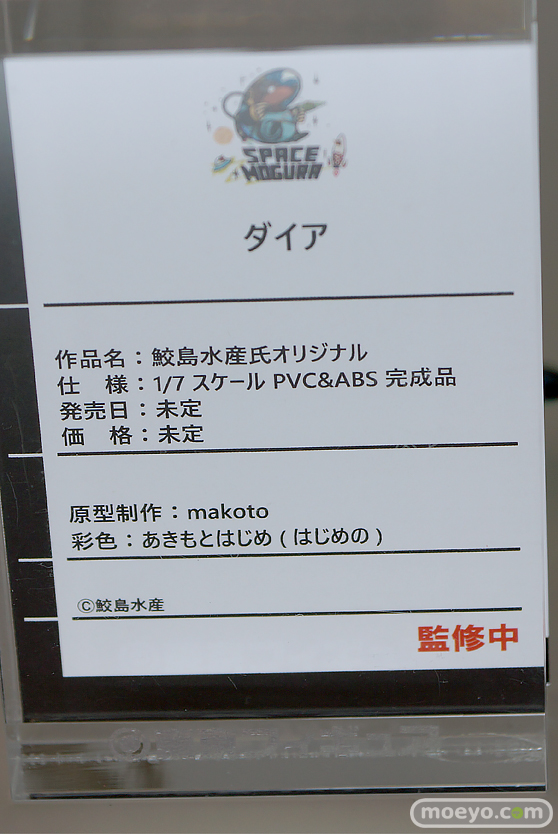 SPACE
MOGURA
ダイア
作品名：鮫島水産氏オリジナル
仕　様：1/7 スケール PVC&ABS 完成品
発売日：未定
価　格：未定
原型制作：makoto
彩色：あきもとはじめ ( はじめの )
©鮫島水産
監修中
moeyo.com